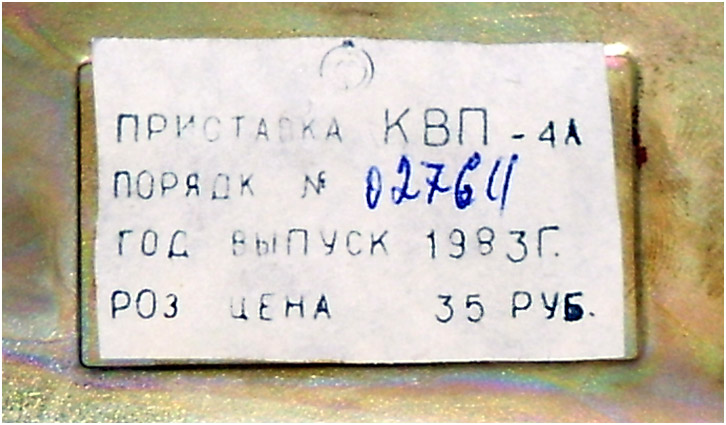 ПРИСТАВКА КВП - 4А
ПОРЯДК № 02764
ГОД ВЫПУСК 1983Г.
РОЗ ЦЕНА 35 РУБ.